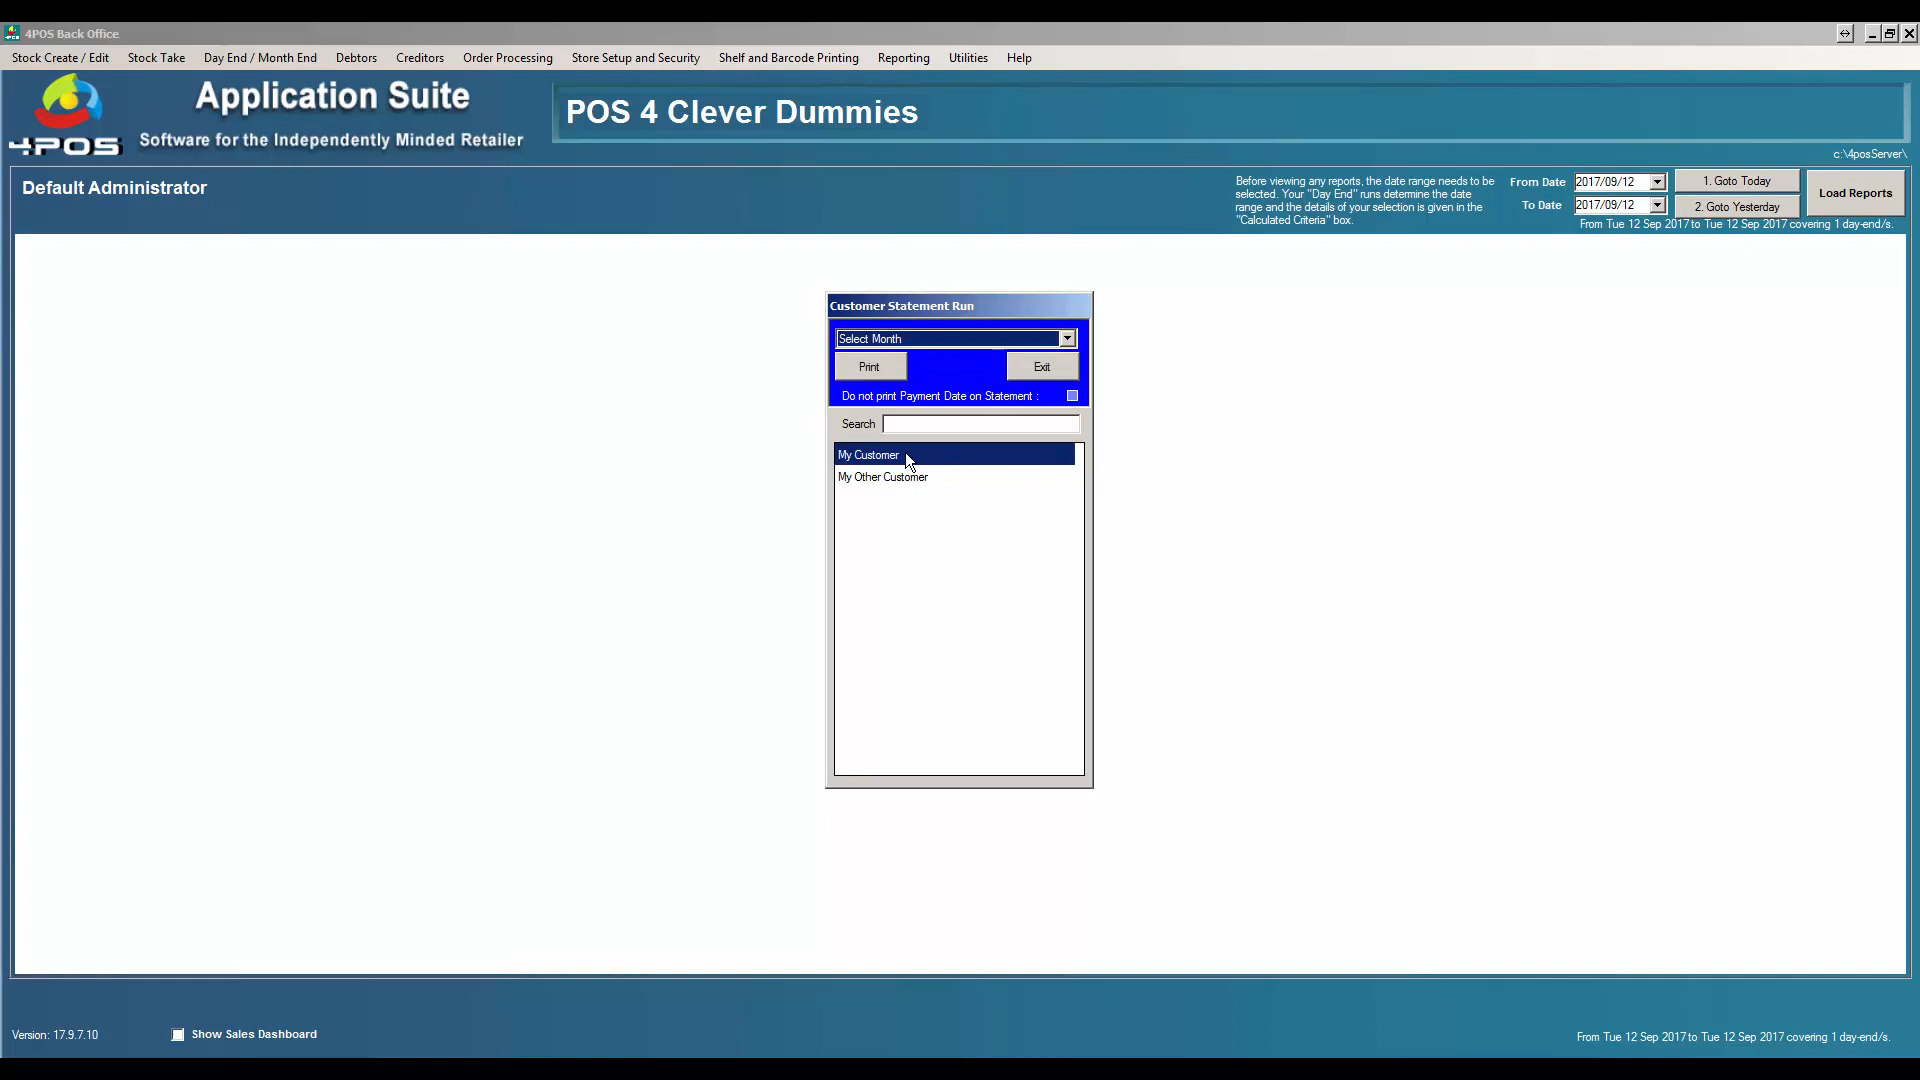 4POS Back Office
Stock Create / Edit Stock Take Day End / Month End Debtors Creditors Order Processing Store Setup and Security Shelf and Barcode Printing Reporting Utilities Help
4POS
Application Suite
Software for the Independently Minded Retailer
POS 4 Clever Dummies
c:\4posServer\
Default Administrator
Before viewing any reports, the date range needs to be
selected. Your "Day End" runs determine the date
range and the details of your selection is given in the
"Calculated Criteria" box.
From Date 2017/09/12 1. Goto Today
To Date 2017/09/12 2. Goto Yesterday
Load Reports
From Tue 12 Sep 2017 to Tue 12 Sep 2017 covering 1 day-end/s.
Customer Statement Run
Select Month
Print Exit
Do not print Payment Date on Statement :
Search
My Customer
My Other Customer
Version: 17.9.7.10
Show Sales Dashboard
From Tue 12 Sep 2017 to Tue 12 Sep 2017 covering 1 day-end/s.